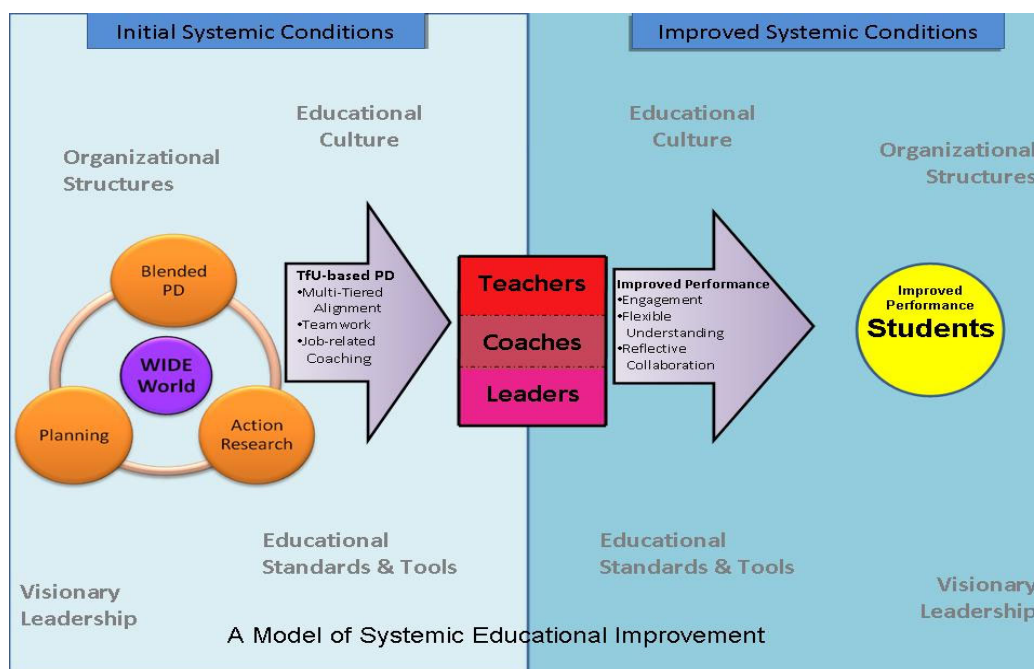 Initial Systemic Conditions
Improved Systemic Conditions
Educational
Culture
Organizational
Structures
Educational
Culture
Organizational
Structures
Blended
PD
WIDE
World
Planning
Action
Research
TfU-based PD
•Multi-Tiered
Alignment
•Teamwork
•Job-related
Coaching
Teachers
Coaches
Leaders
Improved Performance
•Engagement
•Flexible
Understanding
•Reflective
Collaboration
Improved
Performance
Students
Educational
Standards & Tools
Visionary
Leadership
Educational
Standards & Tools
Visionary
Leadership
A Model of Systemic Educational Improvement